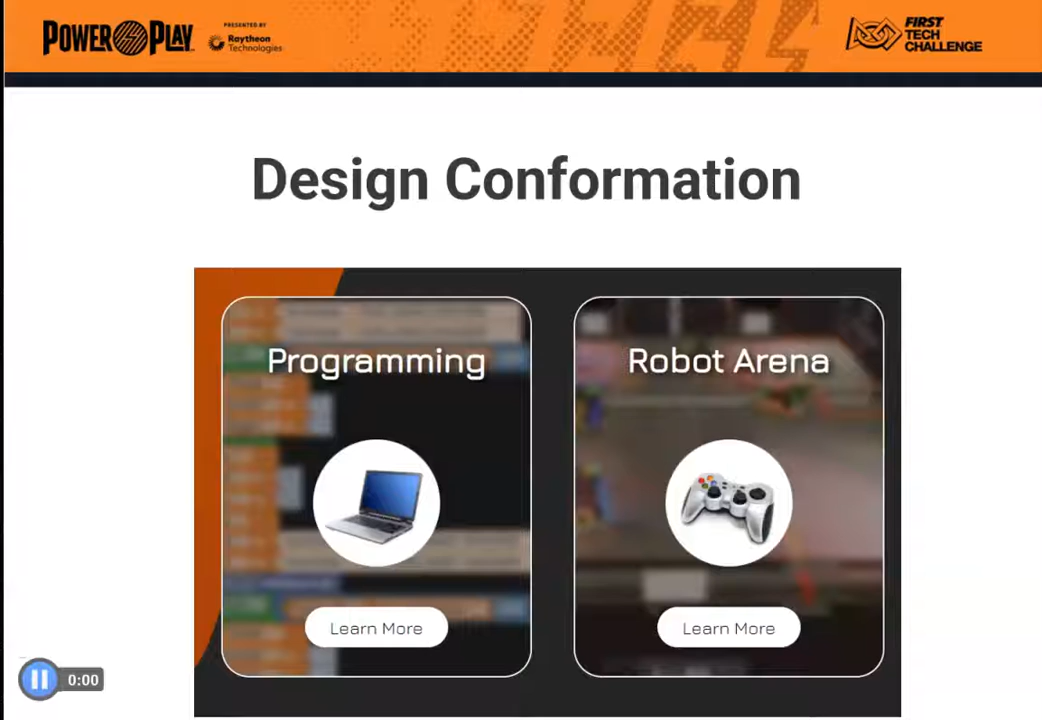 POWER PLAY
PRESENTED BY
Raytheon
Technologies
FIRST
TECH
CHALLENGE
Design Conformation
Programming
Robot Arena
Learn More
Learn More
0:00